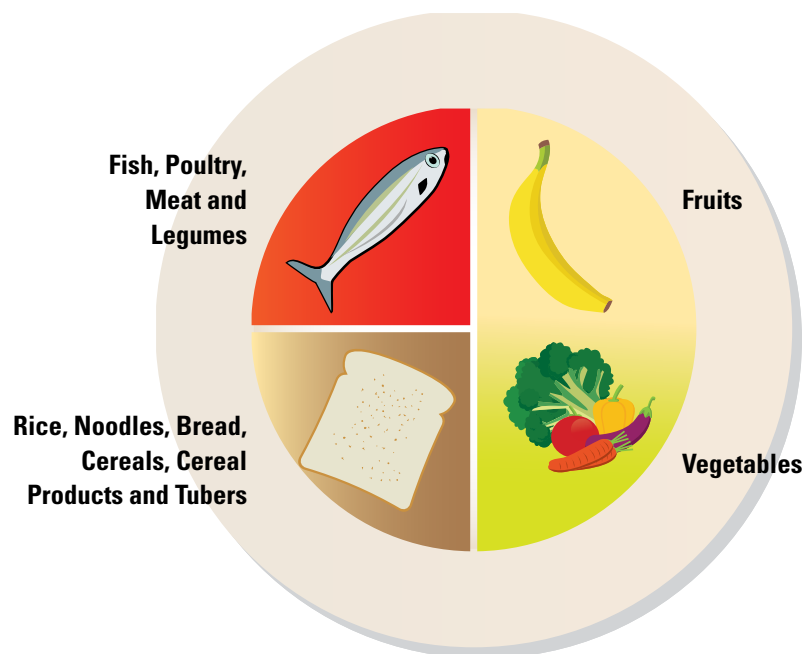 Fish, Poultry,
Meat and
Legumes
Fruits
Rice, Noodles, Bread,
Cereals, Cereal
Products and Tubers
Vegetables